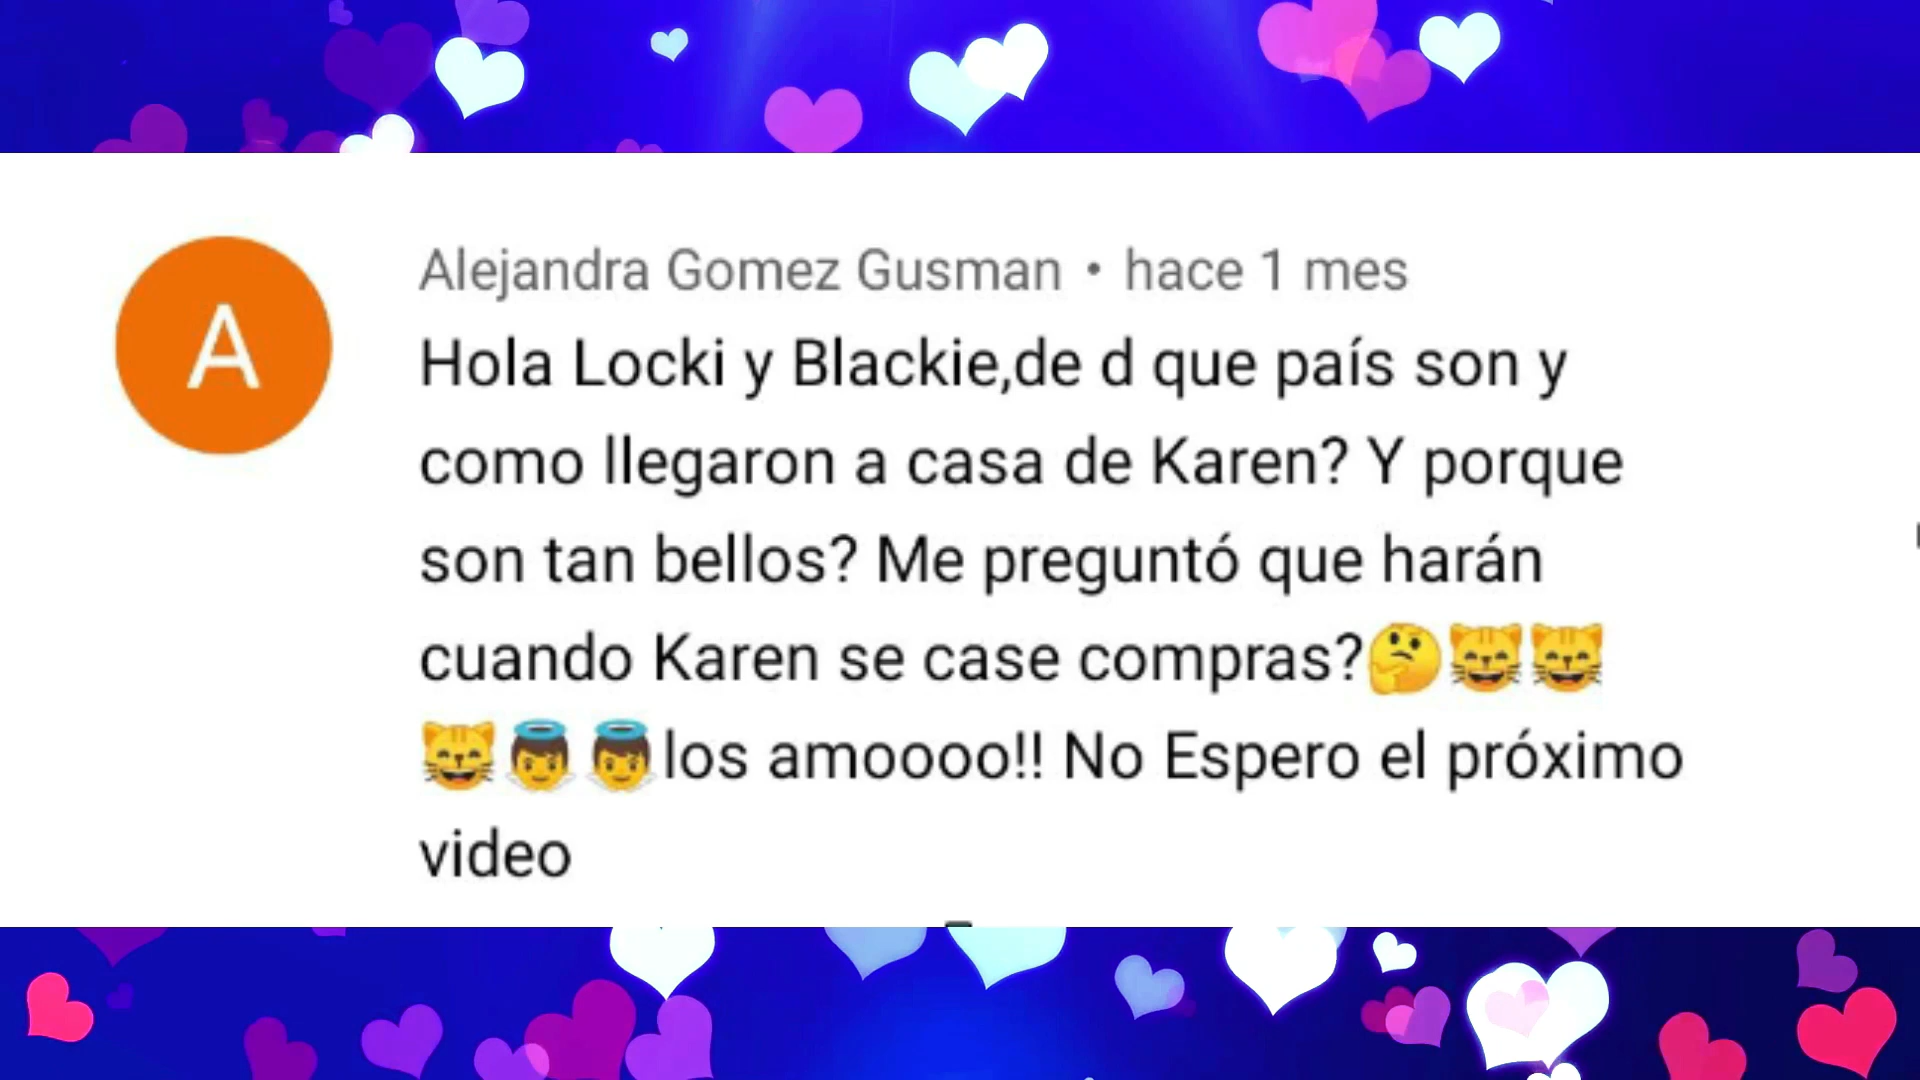 A
Alejandra Gomez Gusman • hace 1 mes
Hola Locki y Blackie,de d que país son y
como llegaron a casa de Karen? Y porque
son tan bellos? Me preguntó que harán
cuando Karen se case compras?🤔😸😸
😸👼👼los amoooo!! No Espero el próximo
video